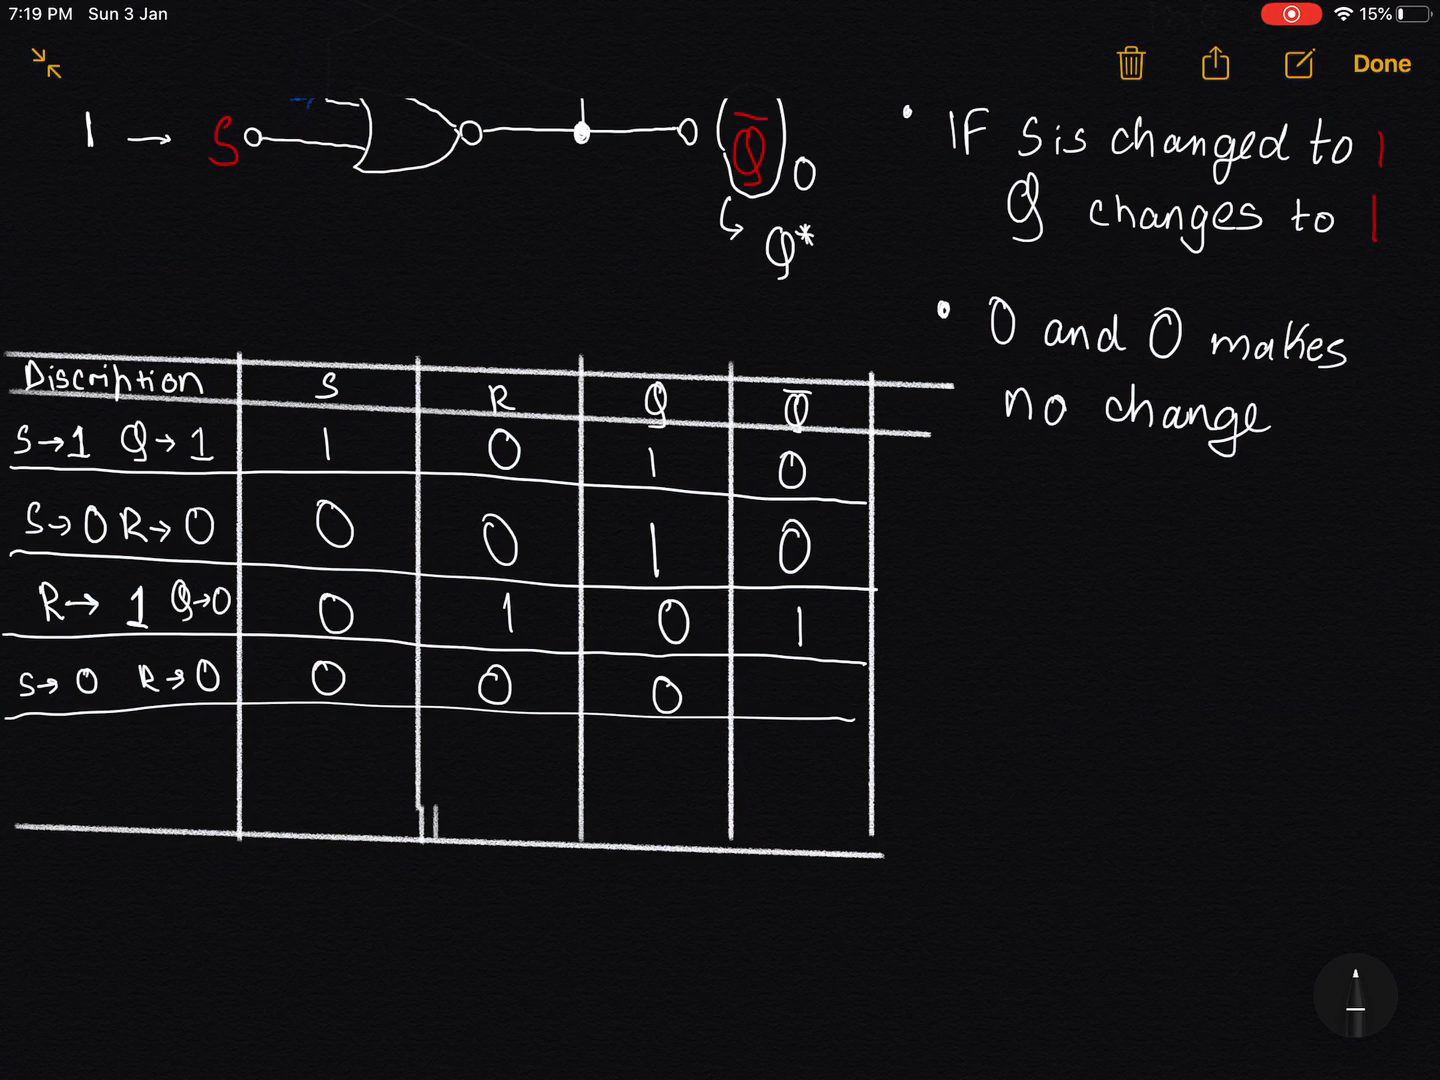 7:19 PM Sun 3 Jan
15%
Done
1 → S
Q̅ 0
Q*
• IF S is changed to 1
Q changes to 1
• 0 and 0 makes
no change
Discription S R Q Q̅
S→1 Q→1 1 0 1 0
S→0 R→0 0 0 1 0
R→ 1 Q→0 0 1 0 1
S→ 0 R→0 0 0 0